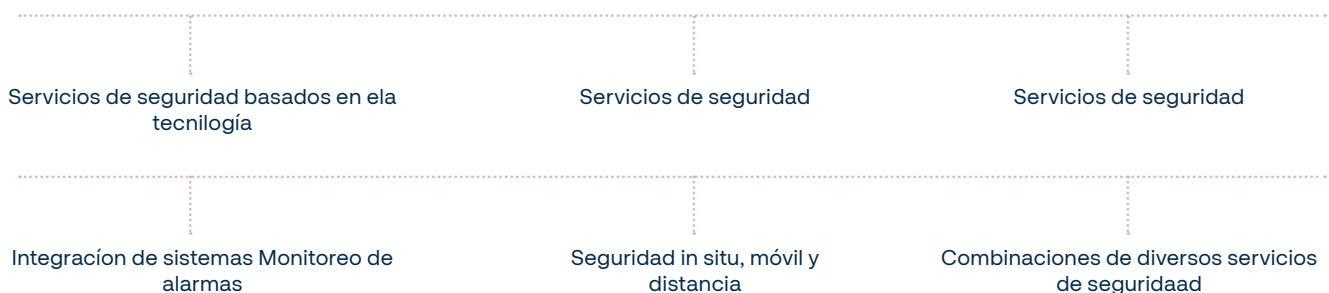 Servicios de seguridad basados en ela
tecnilogía
Servicios de seguridad
Servicios de seguridad
Integracíon de sistemas Monitoreo de
alarmas
Seguridad in situ, móvil y
distancia
Combinaciones de diversos servicios
de seguridaad